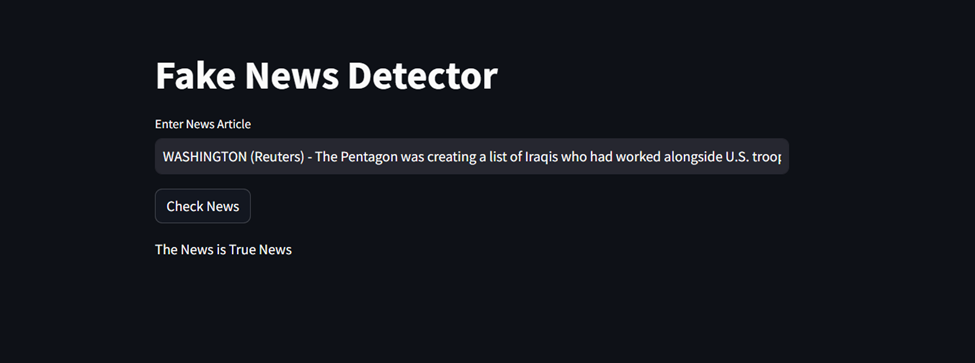 Fake News Detector
Enter News Article
WASHINGTON (Reuters) - The Pentagon was creating a list of Iraqis who had worked alongside U.S.
Check News
The News is True News